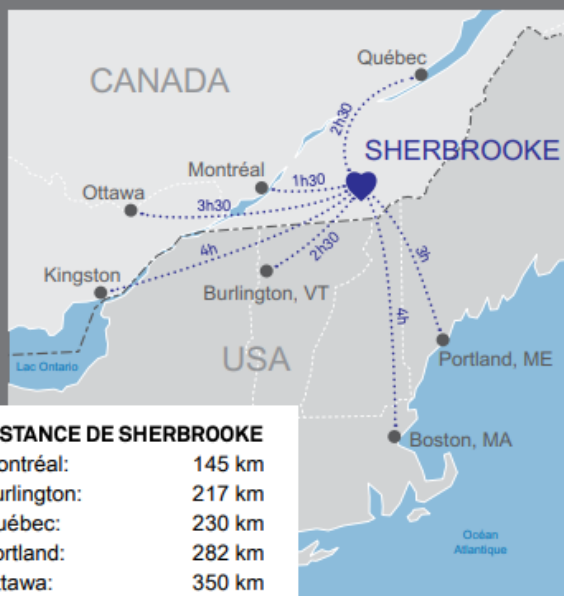 Québec
CANADA
2h30
SHERBROOKE
Montréal
1h30
Ottawa
3h30
4h
2h30
3h
Kingston
Burlington, VT
4h
USA
Portland, ME
Lac Ontario
STANCE DE SHERBROOKE
ontréal: 145 km
urlington: 217 km
uébec: 230 km
ortland: 282 km
ttawa: 350 km
Boston, MA
Océan
Atlantique